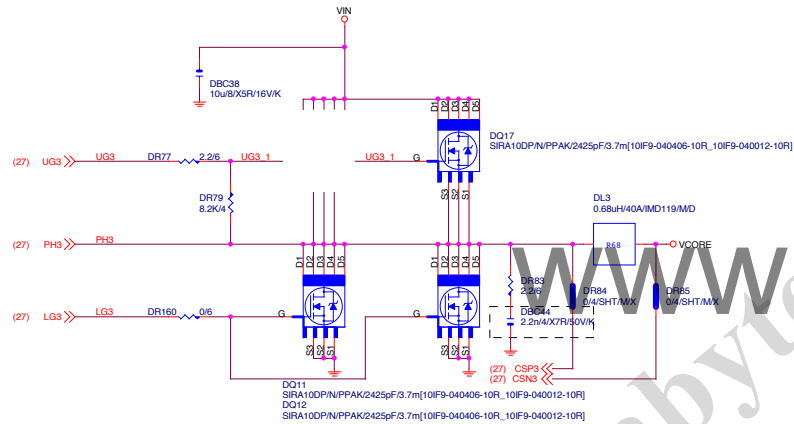 VIN
DBC38
10u/8/X5R/16V/K
D1 D2 D3 D4 D5
DQ17
SIRA10DP/N/PPAK/2425pF/3.7m[10IF9-040406-10R_10IF9-040012-10R]
(27) UG3 UG3 DR77 2.2/6 UG3_1 UG3_1 G
S3 S2 S1
DR79
8.2K/4
DL3
0.68uH/40A/IMD119/M/D
(27) PH3 PH3 R68 VCORE
D1 D2 D3 D4 D5 D1 D2 D3 D4 D5
DR83
2.2/6
DR84
0/4/SHT/M/X
DR85
0/4/SHT/M/X
WWW
(27) LG3 LG3 DR160 0/6 G G
DBC44
2.2n/4/X7R/50V/K
S3 S2 S1 S3 S2 S1
(27) CSP3
(27) CSN3
DQ11
SIRA10DP/N/PPAK/2425pF/3.7m[10IF9-040406-10R_10IF9-040012-10R]
DQ12
SIRA10DP/N/PPAK/2425pF/3.7m[10IF9-040406-10R_10IF9-040012-10R]
abyte